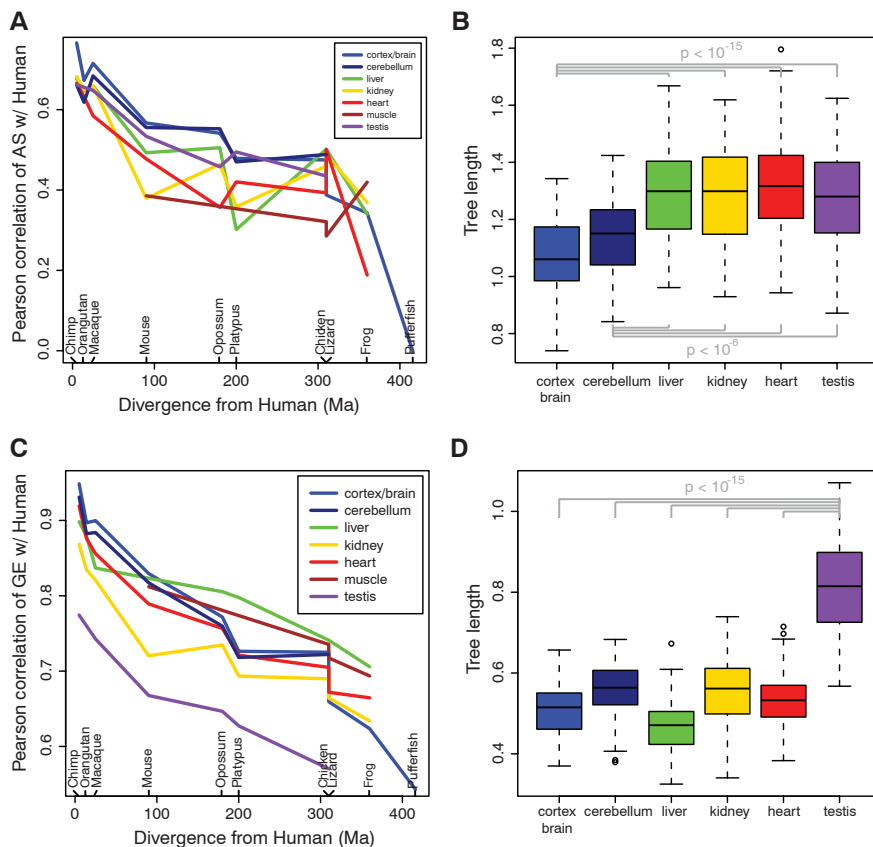 A
Pearson correlation of AS w/ Human
0.0
0.2
0.4
0.6
cortex/brain
cerebellum
liver
kidney
heart
muscle
testis
Chimp
Orangutan
Macaque
Mouse
Opossum
Platypus
Chicken
Lizard
Frog
Pufferfish
0
100
200
300
400
Divergence from Human (Ma)
B
Tree length
0.8
1.0
1.2
1.4
1.6
1.8
p < 10-15
p < 10-6
cortex
brain
cerebellum
liver
kidney
heart
testis
C
Pearson correlation of GE w/ Human
0.6
0.7
0.8
0.9
cortex/brain
cerebellum
liver
kidney
heart
muscle
testis
Chimp
Orangutan
Macaque
Mouse
Opossum
Platypus
Chicken
Lizard
Frog
Pufferfish
0
100
200
300
400
Divergence from Human (Ma)
D
Tree length
0.4
0.6
0.8
1.0
p < 10-15
cortex
brain
cerebellum
liver
kidney
heart
testis